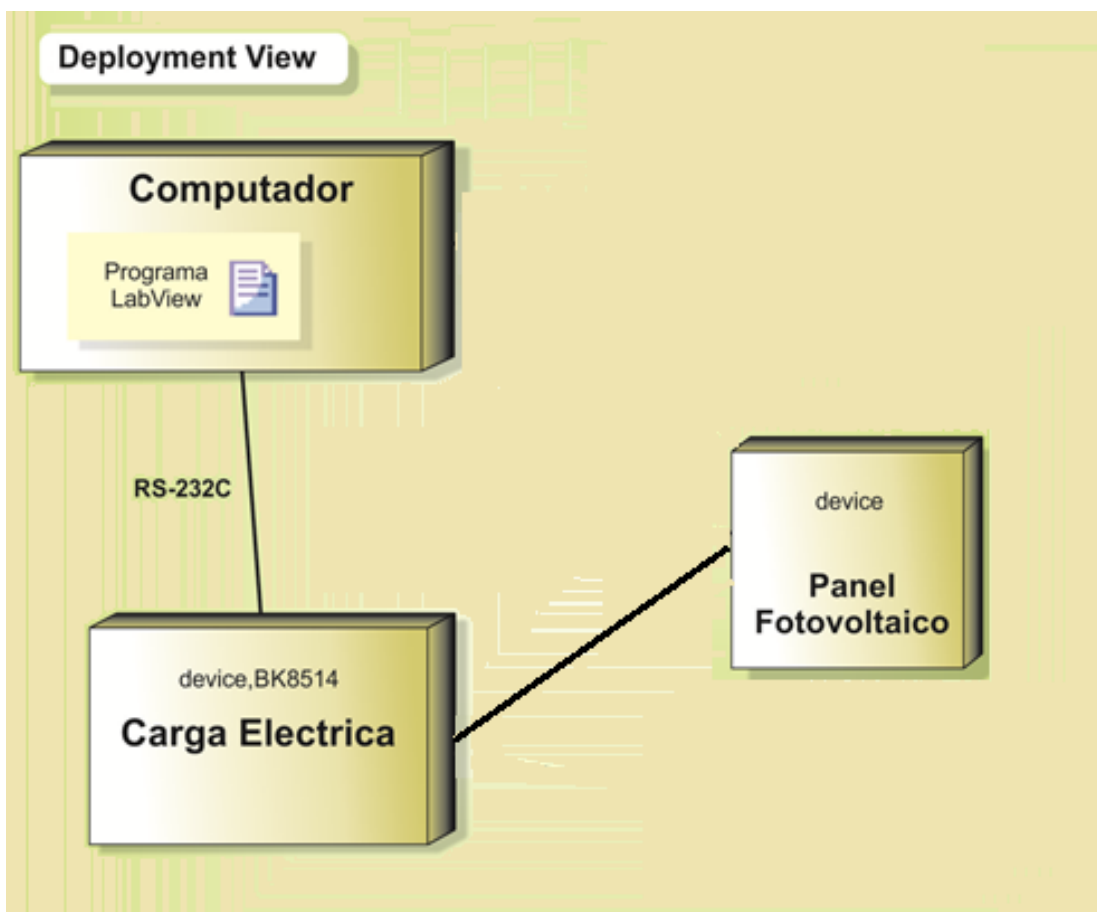 Deployment View
Computador
Programa
LabView
RS-232C
device
Panel
Fotovoltaico
device,BK8514
Carga Electrica